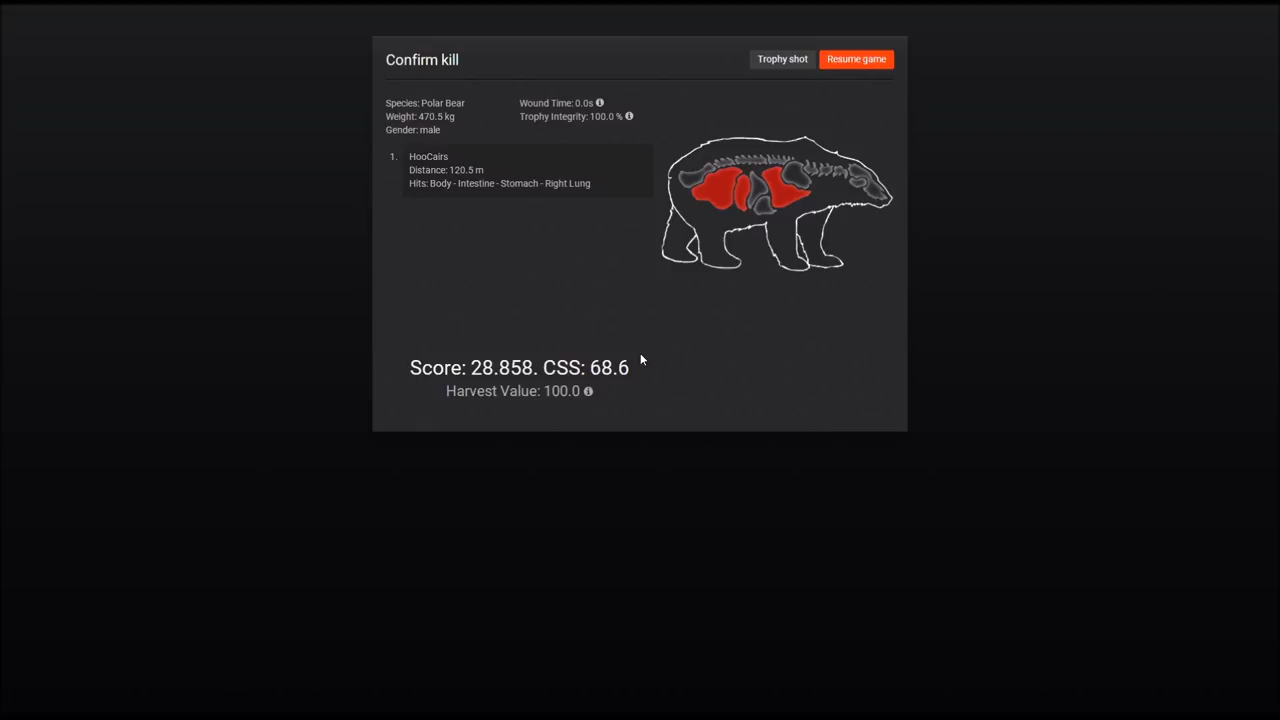 Confirm kill
Trophy shot
Resume game
Species: Polar Bear
Weight: 470.5 kg
Gender: male
Wound Time: 0.0s
Trophy Integrity: 100.0 %
1.
HooCairs
Distance: 120.5 m
Hits: Body - Intestine - Stomach - Right Lung
Score: 28.858. CSS: 68.6
Harvest Value: 100.0